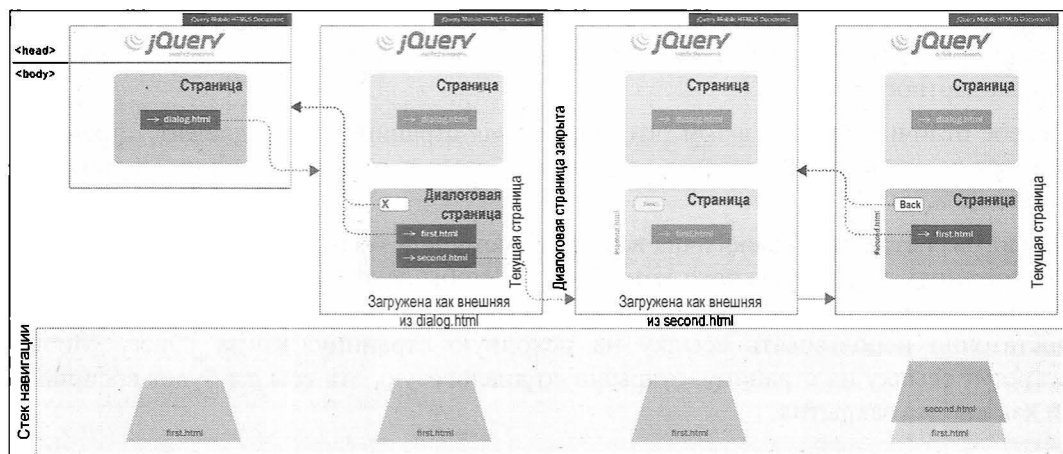 jQuery Mobile HTML5 Document
jQuery Mobile HTML5 Document
jQuery Mobile HTML5 Document
jQuery Mobile HTML5 Document
<head>
<body>
jQuery
jQuery
jQuery
jQuery
Страница
→ dialog.html
Страница
→ dialog.html
Страница
→ dialog.html
Страница
→ dialog.html
X
Диалоговая
страница
→ first.html
→ second.html
Текущая страница
Загружена как внешняя
из dialog.html
Диалоговая страница закрыта
#second.html
Страница
→ first.html
Загружена как внешняя
из second.html
#second.html
Back
Страница
→ first.html
Текущая страница
Стек навигации
first.html
first.html
first.html
second.html
first.html